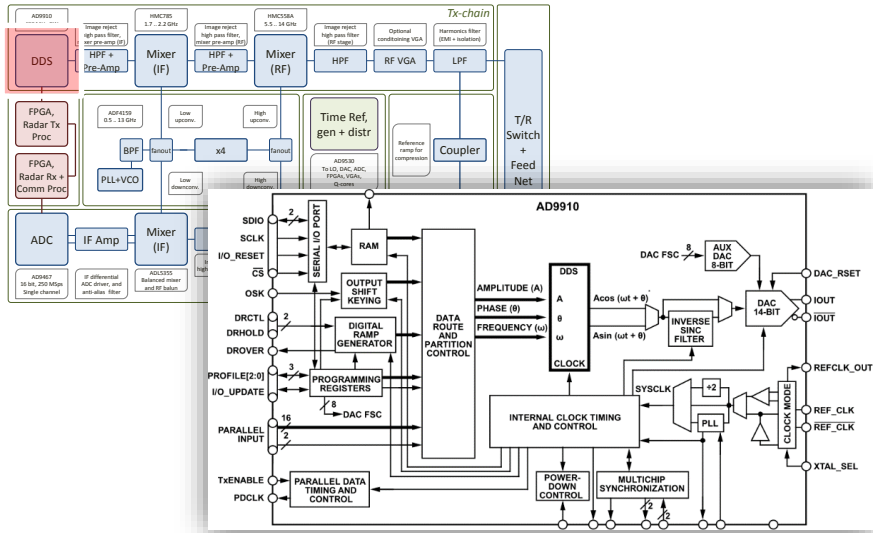 Tx-chain
AD9910
HMC785
1.7 .. 2.2 GHz
HMC558A
5.5 .. 14 GHz
Image reject
high pass filter,
mixer pre-amp (IF)
Image reject
high pass filter,
mixer pre-amp (RF)
Image reject
high pass filter
(RF stage)
Optional
conditoining VGA
Harmonics filter
(EMI + isolation)
DDS
HPF +
Pre-Amp
Mixer
(IF)
HPF +
Pre-Amp
Mixer
(RF)
HPF
RF VGA
LPF
T/R
Switch
+
Feed
Net
FPGA,
Radar Tx
Proc
FPGA,
Radar Rx +
Comm Proc
ADF4159
0.5 .. 13 GHz
Low
upconv.
High
upconv.
BPF
fanout
x4
fanout
PLL+VCO
Low
downconv.
High
downconv.
Time Ref,
gen + distr
AD9530
To LO, DAC, ADC,
FPGAs, VGAs,
Q-cores
Reference
ramp for
compression
Coupler
ADC
IF Amp
Mixer
(IF)
AD9467
16 bit, 250 MSps
Single channel
IF differential
ADC driver, and
anti-alias filter
ADL5355
Balanced mixer
and RF balun
AD9910
SDIO
2
SCLK
I/O_RESET
CS
OSK
DRCTL
2
DRHOLD
DROVER
PROFILE[2:0]
3
I/O_UPDATE
PARALLEL
INPUT
16
2
TxENABLE
PDCLK
SERIAL I/O PORT
RAM
OUTPUT
SHIFT
KEYING
DIGITAL
RAMP
GENERATOR
PROGRAMMING
REGISTERS
8
DAC FSC
PARALLEL DATA
TIMING AND
CONTROL
DATA
ROUTE
AND
PARTITION
CONTROL
AMPLITUDE (A)
PHASE (θ)
FREQUENCY (ω)
DDS
A
θ
ω
CLOCK
Acos (ωt + θ)
Asin (ωt + θ)
INVERSE
SINC
FILTER
DAC FSC
8
AUX
DAC
8-BIT
DAC
14-BIT
DAC_RSET
IOUT
IOUT
REFCLK_OUT
REF_CLK
REF_CLK
XTAL_SEL
SYSCLK
÷2
PLL
CLOCK MODE
INTERNAL CLOCK TIMING
AND CONTROL
POWER-
DOWN
CONTROL
MULTICHIP
SYNCHRONIZATION
2
2